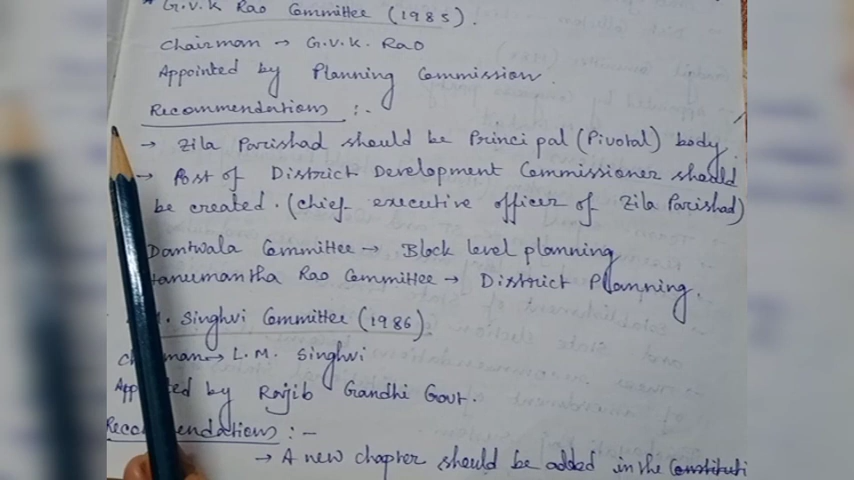 * G.V.K Rao Committee (1985).
Chairman → G.V.K. Rao
Appointed by Planning Commission.
Recommendations :-
→ Zila Parishad should be Principal (Pivotal) body.
→ Post of District Development Commissioner should
be created. (chief executive officer of Zila Parishad)
Dantwala Committee → Block level planning
Hanumantha Rao Committee → District Planning.
M. Singhvi Committee (1986).
Chairman → L.M. Singhvi
Appointed by Rajib Gandhi Govt.
Recommendations :-
→ A new chapter should be added in the Constituti